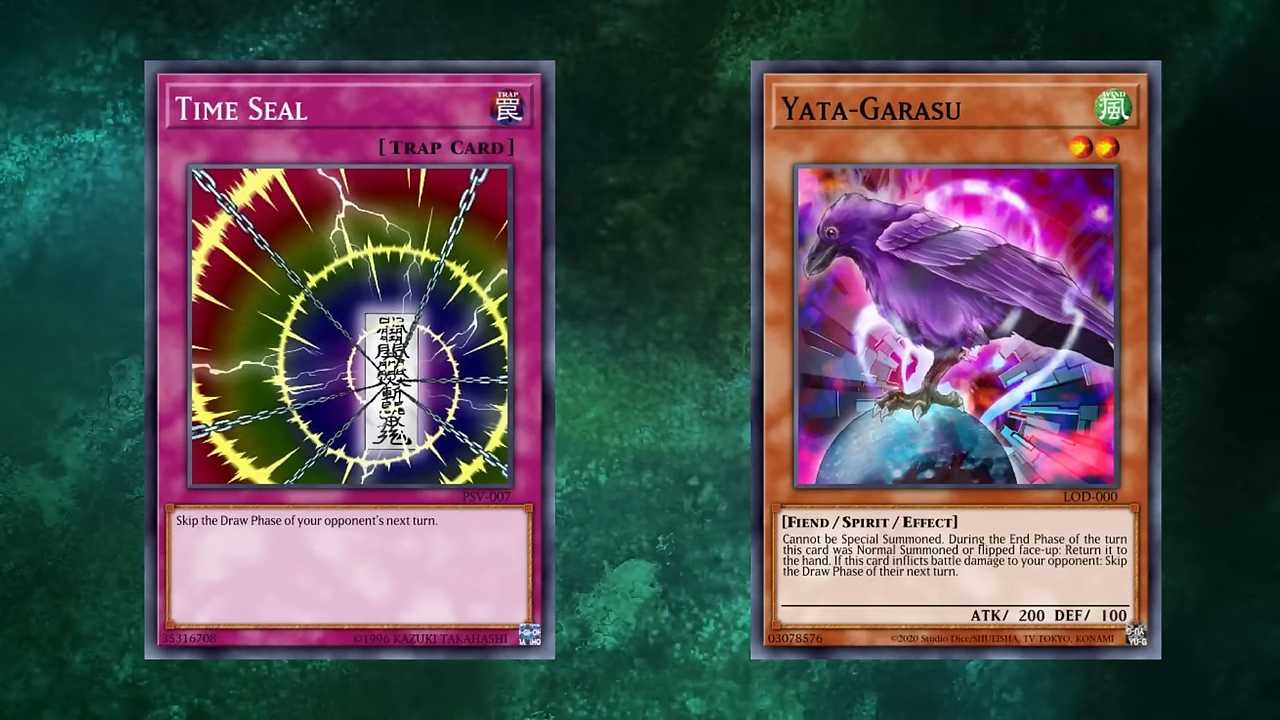 TIME SEAL
TRAP
罠
[TRAP CARD]
PSV-007
Skip the Draw Phase of your opponent's next turn.
35316708
©1996 KAZUKI TAKAHASHI
YATA-GARASU
WIND
風
LOD-000
[FIEND / SPIRIT / EFFECT]
Cannot be Special Summoned. During the End Phase of the turn
this card was Normal Summoned or flipped face-up: Return it to
the hand. If this card inflicts battle damage to your opponent: Skip
the Draw Phase of their next turn.
ATK/ 200 DEF/ 100
03078576
©2020 Studio Dice/SHUEISHA, TV TOKYO, KONAMI